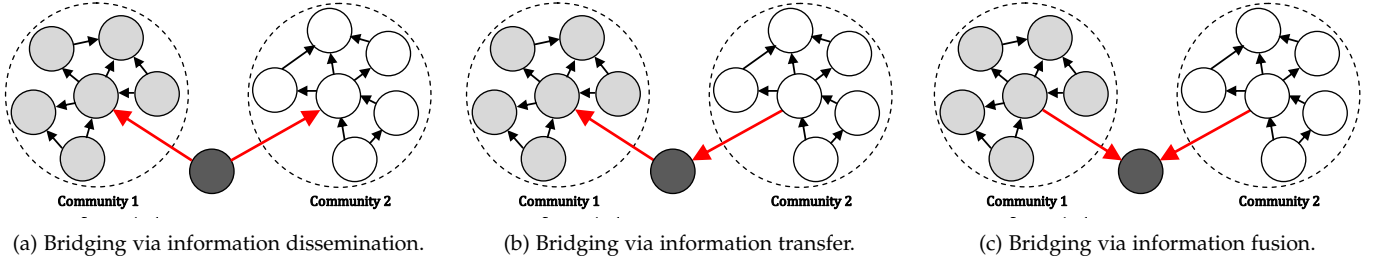 Community 1
Community 2
Community 1
Community 2
Community 1
Community 2
(a) Bridging via information dissemination.
(b) Bridging via information transfer.
(c) Bridging via information fusion.